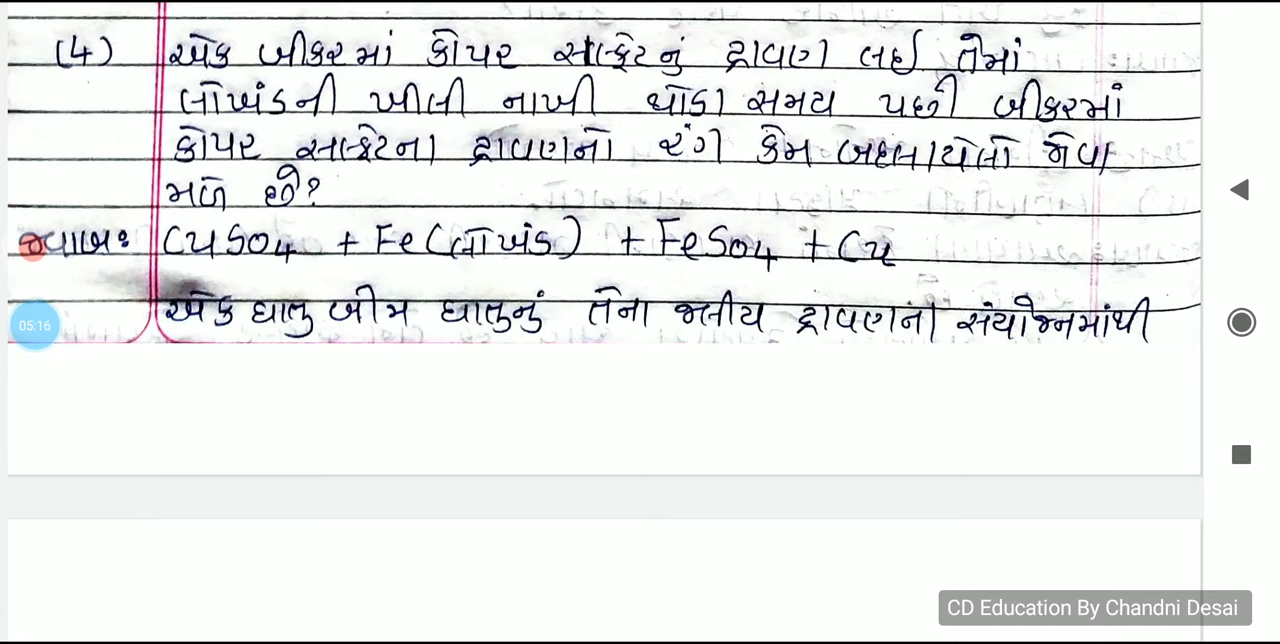 (4) એક બીકરમાં કોપર સલ્ફેટનું દ્રાવણ લઈ તેમાં
લોખંડની ખીલી નાખી થોડા સમય પછી બીકરમાં
કોપર સલ્ફેટના દ્રાવણનો રંગ કેમ બદલાયેલો જોવા
મળે છે?
જવાબઃ CuSO4 + Fe (લોખંડ) + FeSO4 + Cu
એક ધાતુ બીજી ધાતુનું તેના જલીય દ્રાવણના સંયોજનમાંથી
05:16
CD Education By Chandni Desai